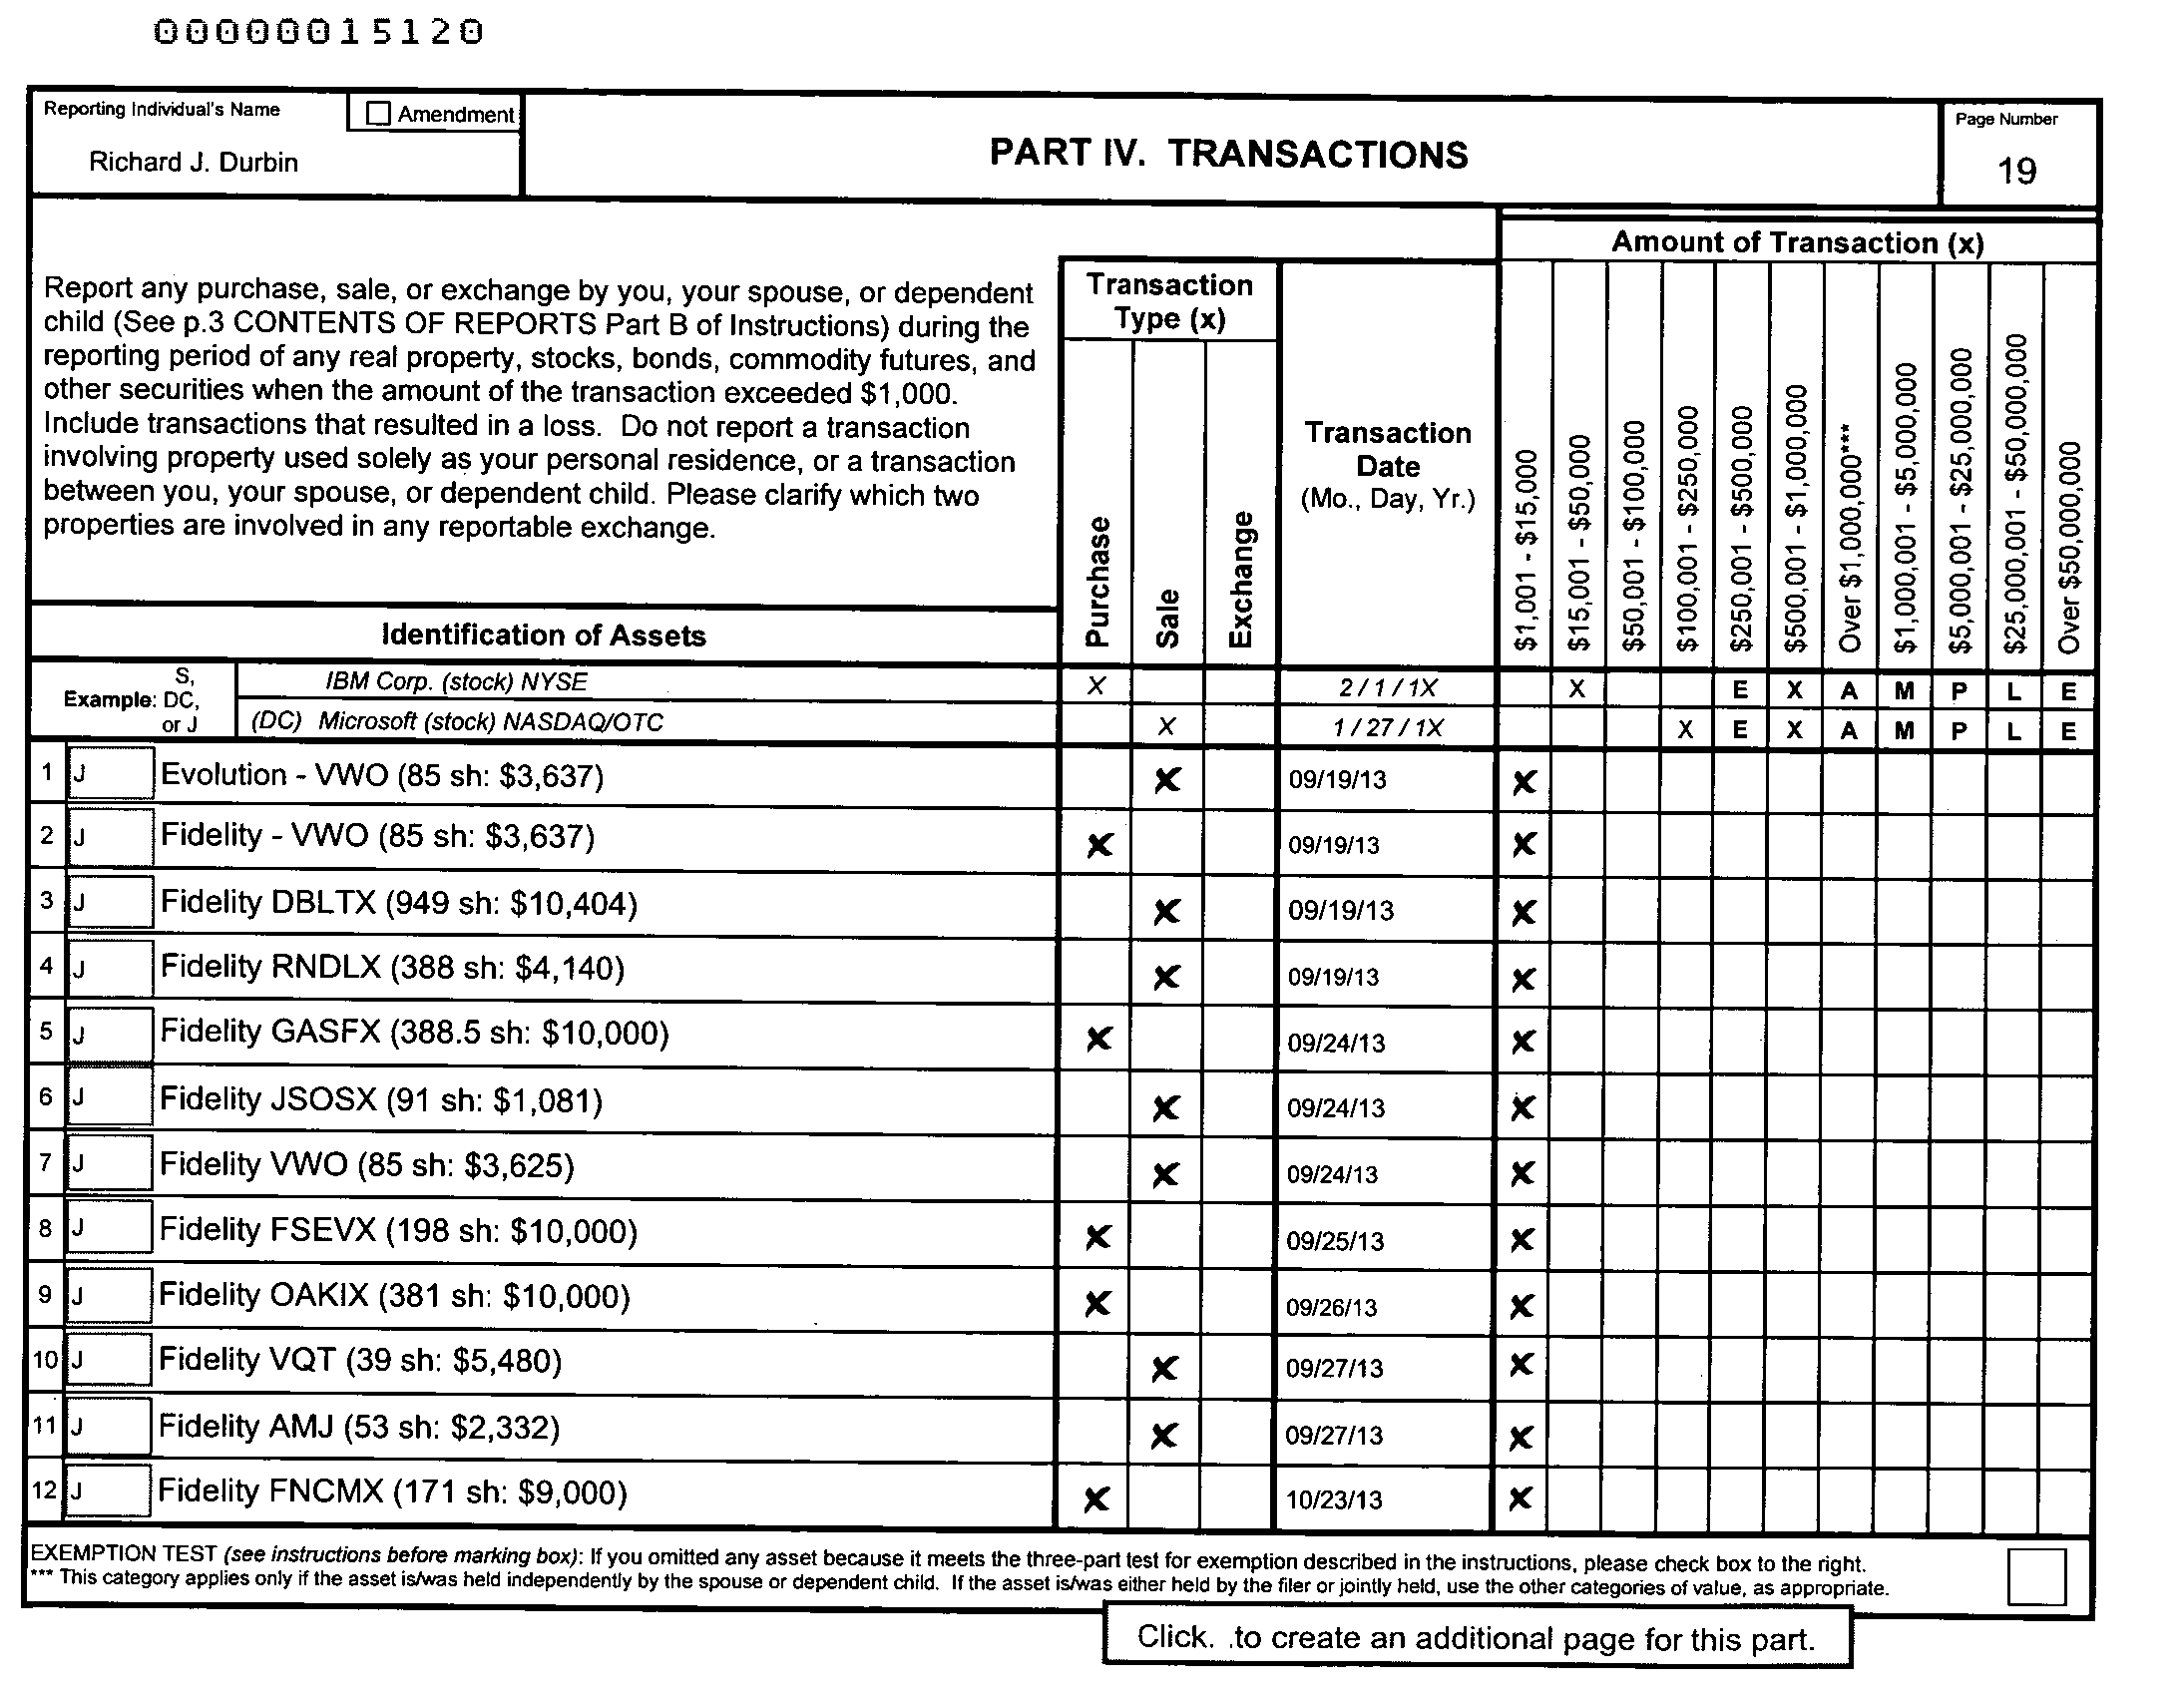 00000015120
Reporting Individual's Name
Amendment
Richard J. Durbin
PART IV. TRANSACTIONS
Page Number
19
Report any purchase, sale, or exchange by you, your spouse, or dependent
child (See p.3 CONTENTS OF REPORTS Part B of Instructions) during the
reporting period of any real property, stocks, bonds, commodity futures, and
other securities when the amount of the transaction exceeded $1,000.
Include transactions that resulted in a loss. Do not report a transaction
involving property used solely as your personal residence, or a transaction
between you, your spouse, or dependent child. Please clarify which two
properties are involved in any reportable exchange.
Identification of Assets
Transaction
Type (x)
Purchase
Sale
Exchange
Transaction
Date
(Mo., Day, Yr.)
Amount of Transaction (x)
$1,001 - $15,000
$15,001 - $50,000
$50,001 - $100,000
$100,001 - $250,000
$250,001 - $500,000
$500,001 - $1,000,000
Over $1,000,000***
$1,000,001 - $5,000,000
$5,000,001 - $25,000,000
$25,000,001 - $50,000,000
Over $50,000,000
Example: S, DC, or J
IBM Corp. (stock) NYSE X 2 / 1 / 1X X E X A M P L E
(DC) Microsoft (stock) NASDAQ/OTC X 1 / 27 / 1X X E X A M P L E
1 J Evolution - VWO (85 sh: $3,637) X 09/19/13 X
2 J Fidelity - VWO (85 sh: $3,637) X 09/19/13 X
3 J Fidelity DBLTX (949 sh: $10,404) X 09/19/13 X
4 J Fidelity RNDLX (388 sh: $4,140) X 09/19/13 X
5 J Fidelity GASFX (388.5 sh: $10,000) X 09/24/13 X
6 J Fidelity JSOSX (91 sh: $1,081) X 09/24/13 X
7 J Fidelity VWO (85 sh: $3,625) X 09/24/13 X
8 J Fidelity FSEVX (198 sh: $10,000) X 09/25/13 X
9 J Fidelity OAKIX (381 sh: $10,000) X 09/26/13 X
10 J Fidelity VQT (39 sh: $5,480) X 09/27/13 X
11 J Fidelity AMJ (53 sh: $2,332) X 09/27/13 X
12 J Fidelity FNCMX (171 sh: $9,000) X 10/23/13 X
EXEMPTION TEST (see instructions before marking box): If you omitted any asset because it meets the three-part test for exemption described in the instructions, please check box to the right.
*** This category applies only if the asset is/was held independently by the spouse or dependent child. If the asset is/was either held by the filer or jointly held, use the other categories of value, as appropriate.
Click. .to create an additional page for this part.